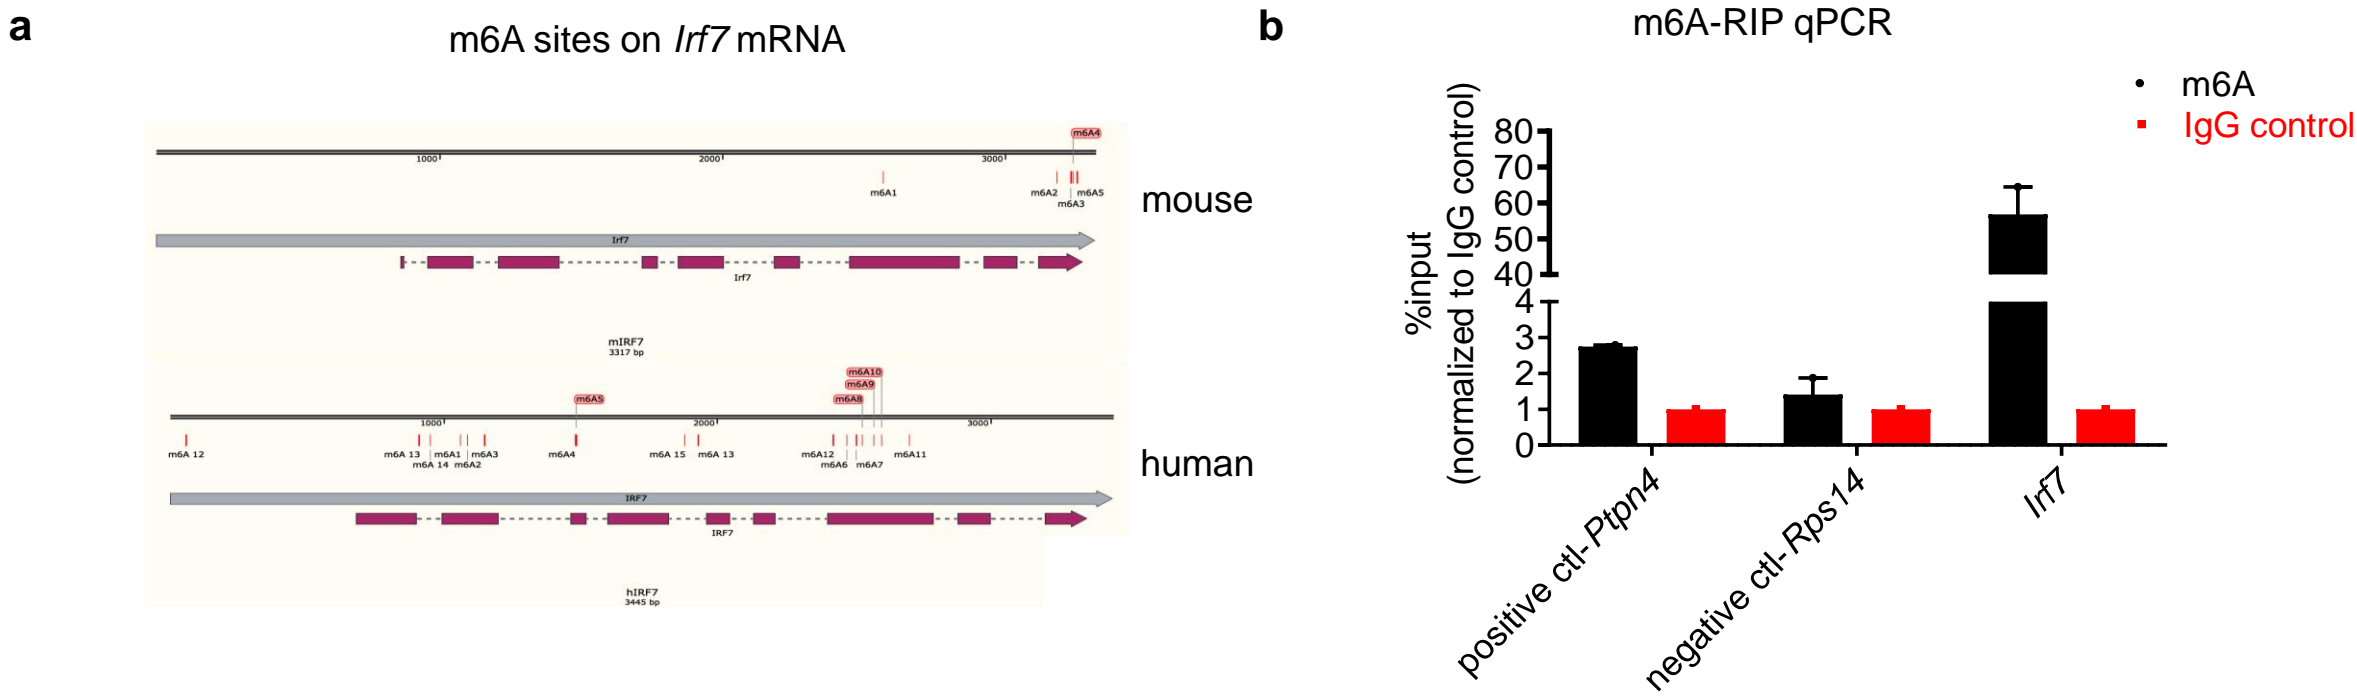 a
m6A sites on Irf7 mRNA
m6A4
1000
2000
3000
m6A1
m6A2
m6A5
m6A3
Irf7
Irf7
mIRF7
3317 bp
mouse
m6A10
m6A9
m6A5
m6A8
1000
2000
3000
m6A 12
m6A 13
m6A1
m6A3
m6A4
m6A 15
m6A 13
m6A12
m6A11
m6A 14
m6A2
m6A6
m6A7
IRF7
IRF7
hIRF7
3445 bp
human
b
m6A-RIP qPCR
m6A
IgG control
%input
(normalized to IgG control)
80
70
60
50
40
4
3
2
1
0
positive ctl-Ptpn4
negative ctl-Rps14
Irf7